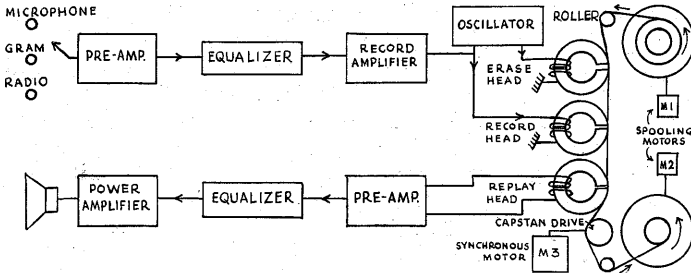 MICROPHONE
GRAM
RADIO
PRE-AMP.
EQUALIZER
RECORD
AMPLIFIER
OSCILLATOR
ROLLER
ERASE
HEAD
RECORD
HEAD
M1
SPOOLING
MOTORS
M2
POWER
AMPLIFIER
EQUALIZER
PRE-AMP.
REPLAY
HEAD
CAPSTAN DRIVE
SYNCHRONOUS
MOTOR
M3